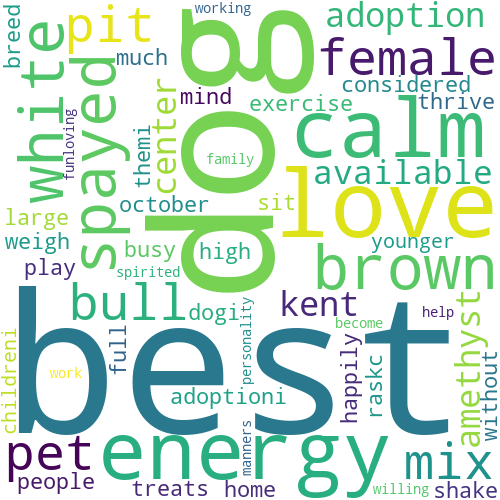 working
breed
pit
dog
adoption
white
much
female
mind
considered
center
exercise
thrive
funloving
spayed
calm
themi
family
available
october
sit
love
large
weigh
busy
high
younger
play
spirited
brown
bull
dogi
kent
best
full
personality
become
help
amethyst
without
happily
raskc
childreni
work
adoptioni
manners
pet
energy
mix
people
treats
home
willing
shake